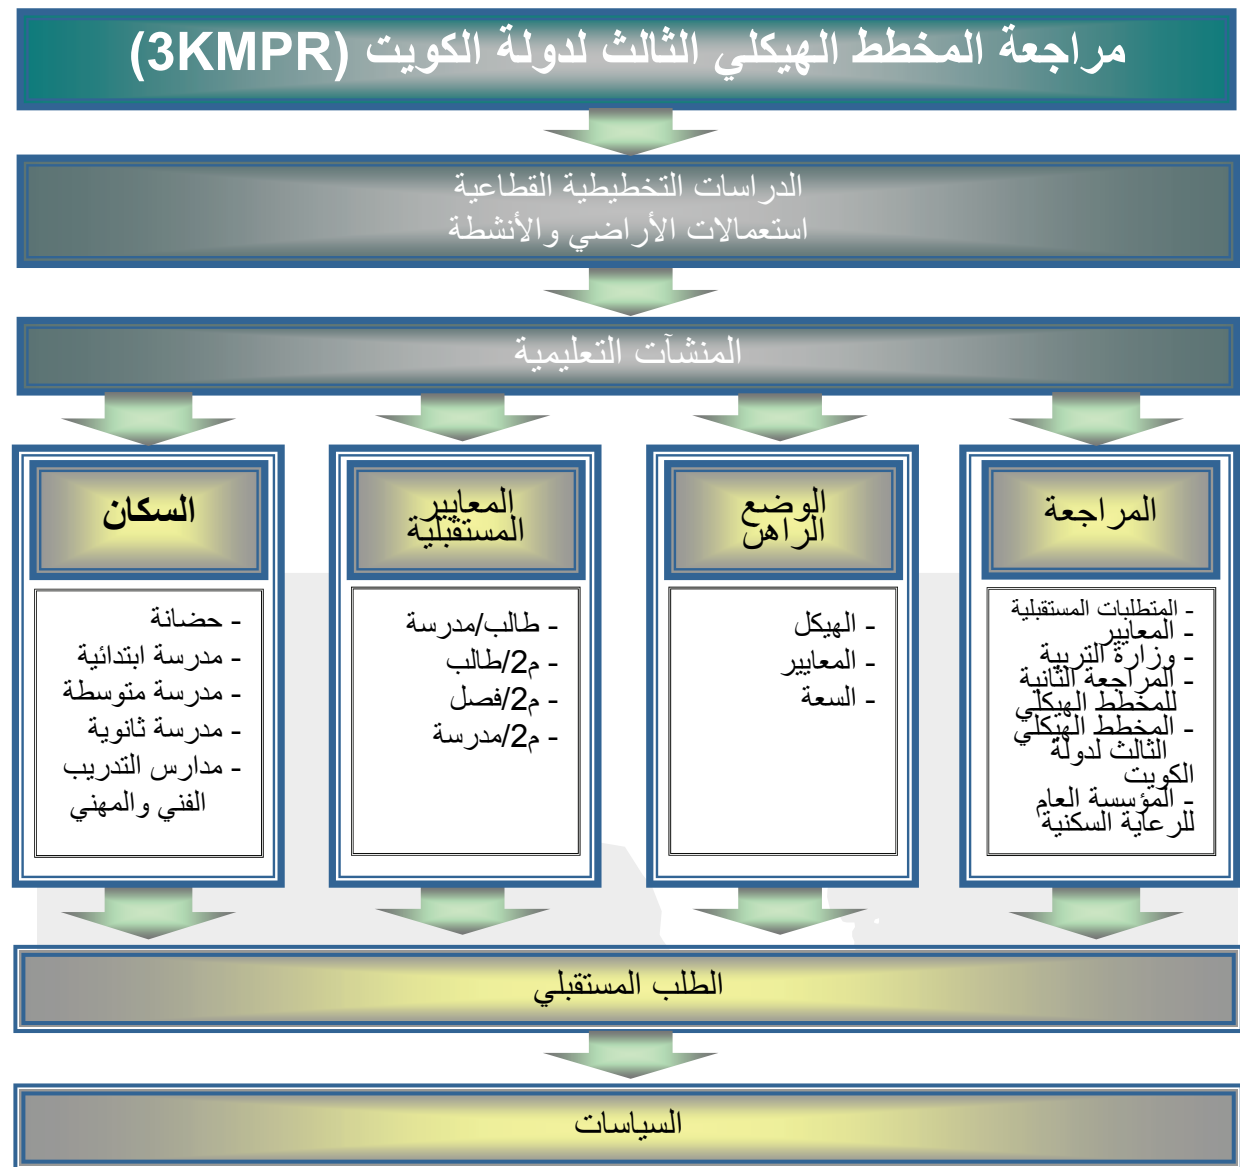 مراجعة المخطط الهيكلي الثالث لدولة الكويت (3KMPR)
الدراسات التخطيطية القطاعية
استعمالات الأراضي والأنشطة
المنشآت التعليمية
المراجعة
- المتطلبات المستقبلية
- المعايير
- وزارة التربية
- المراجعة الثانية
للمخطط الهيكلي
- المخطط الهيكلي
الثالث لدولة
الكويت
- المؤسسة العام
للرعاية السكنية
الوضع
الراهن
- الهيكل
- المعايير
- السعة
المعايير
المستقبلية
- طالب/مدرسة
- م2/طالب
- م2/فصل
- م2/مدرسة
السكان
- حضانة
- مدرسة ابتدائية
- مدرسة متوسطة
- مدرسة ثانوية
- مدارس التدريب
الفني والمهني
الطلب المستقبلي
السياسات